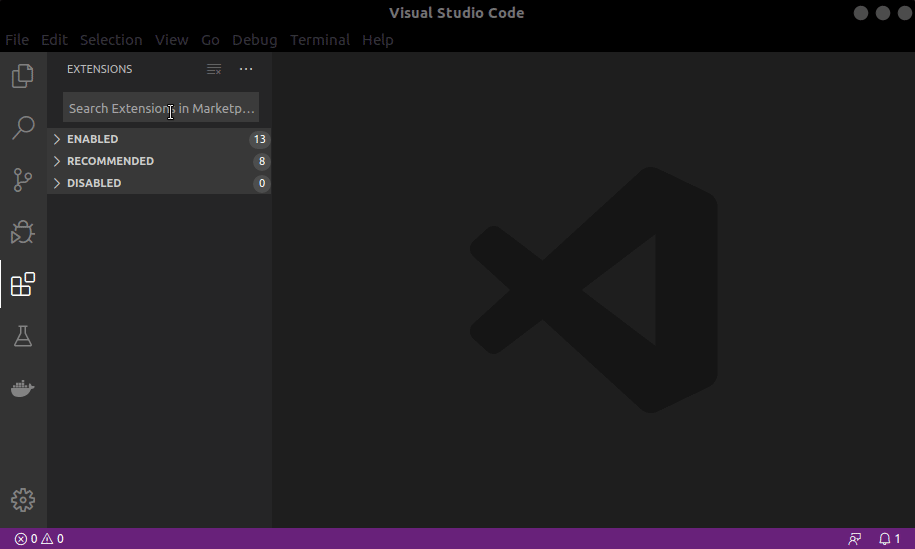 Visual Studio Code
File Edit Selection View Go Debug Terminal Help
EXTENSIONS
Search Extensions in Marketp...
ENABLED 13
RECOMMENDED 8
DISABLED 0
0 0
1